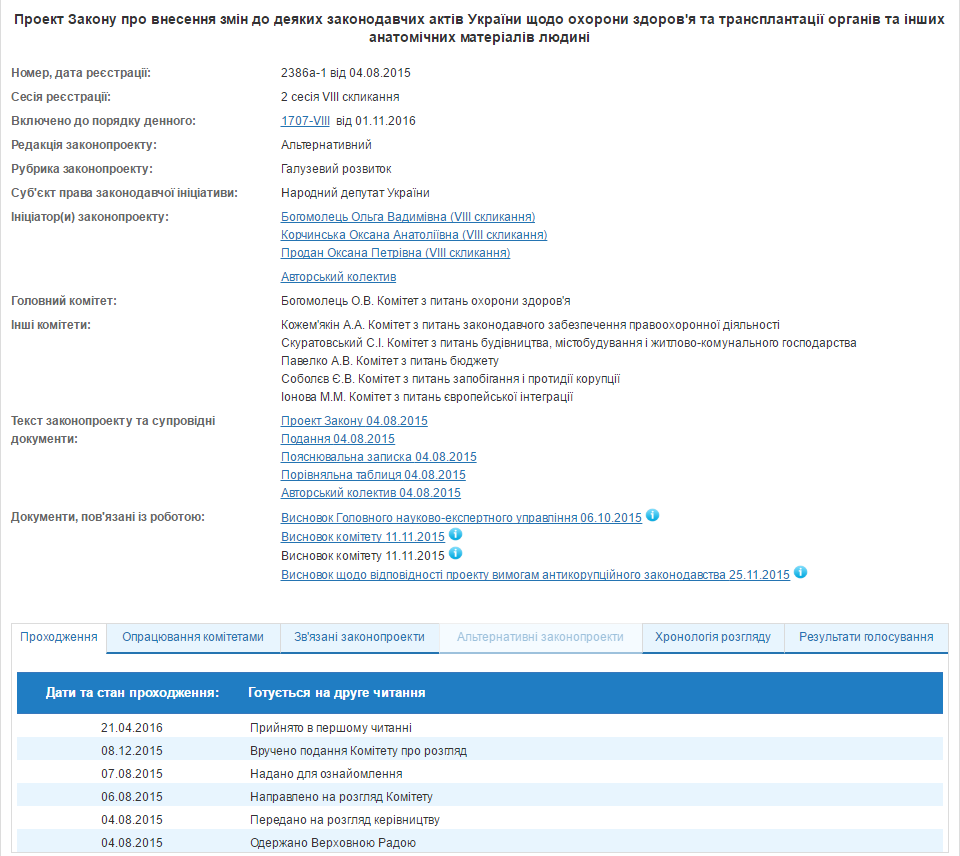 Проект Закону про внесення змін до деяких законодавчих актів України щодо охорони здоров'я та трансплантації органів та інших
анатомічних матеріалів людині
Номер, дата реєстрації: 2386а-1 від 04.08.2015
Сесія реєстрації: 2 сесія VIII скликання
Включено до порядку денного: 1707-VIII від 01.11.2016
Редакція законопроекту: Альтернативний
Рубрика законопроекту: Галузевий розвиток
Суб'єкт права законодавчої ініціативи: Народний депутат України
Ініціатор(и) законопроекту: Богомолець Ольга Вадимівна (VIII скликання)
Корчинська Оксана Анатоліївна (VIII скликання)
Продан Оксана Петрівна (VIII скликання)
Авторський колектив
Головний комітет: Богомолець О.В. Комітет з питань охорони здоров'я
Інші комітети: Кожем'якін А.А. Комітет з питань законодавчого забезпечення правоохоронної діяльності
Скуратовський С.І. Комітет з питань будівництва, містобудування і житлово-комунального господарства
Павелко А.В. Комітет з питань бюджету
Соболєв Є.В. Комітет з питань запобігання і протидії корупції
Іонова М.М. Комітет з питань європейської інтеграції
Текст законопроекту та супровідні Проект Закону 04.08.2015
документи: Подання 04.08.2015
Пояснювальна записка 04.08.2015
Порівняльна таблиця 04.08.2015
Авторський колектив 04.08.2015
Документи, пов'язані із роботою: Висновок Головного науково-експертного управління 06.10.2015
Висновок комітету 11.11.2015
Висновок комітету 11.11.2015
Висновок щодо відповідності проекту вимогам антикорупційного законодавства 25.11.2015
Проходження Опрацювання комітетами Зв'язані законопроекти Альтернативні законопроекти Хронологія розгляду Результати голосування
Дати та стан проходження: Готується на друге читання
21.04.2016 Прийнято в першому читанні
08.12.2015 Вручено подання Комітету про розгляд
07.08.2015 Надано для ознайомлення
06.08.2015 Направлено на розгляд Комітету
04.08.2015 Передано на розгляд керівництву
04.08.2015 Одержано Верховною Радою